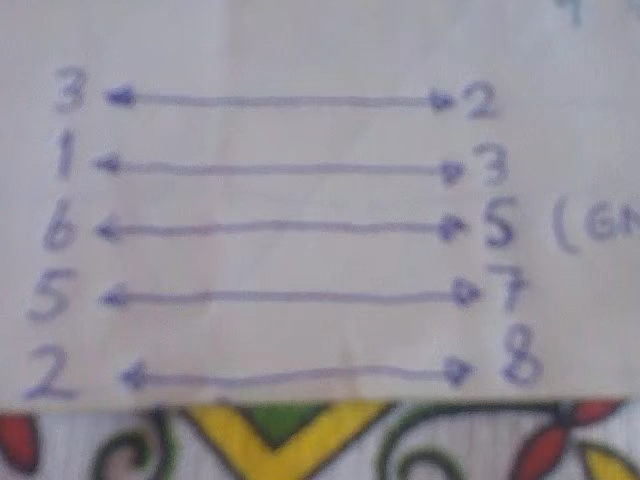 3 ↔ 2
1 ↔ 3
6 ↔ 5 (GN
5 ↔ 7
2 ↔ 8